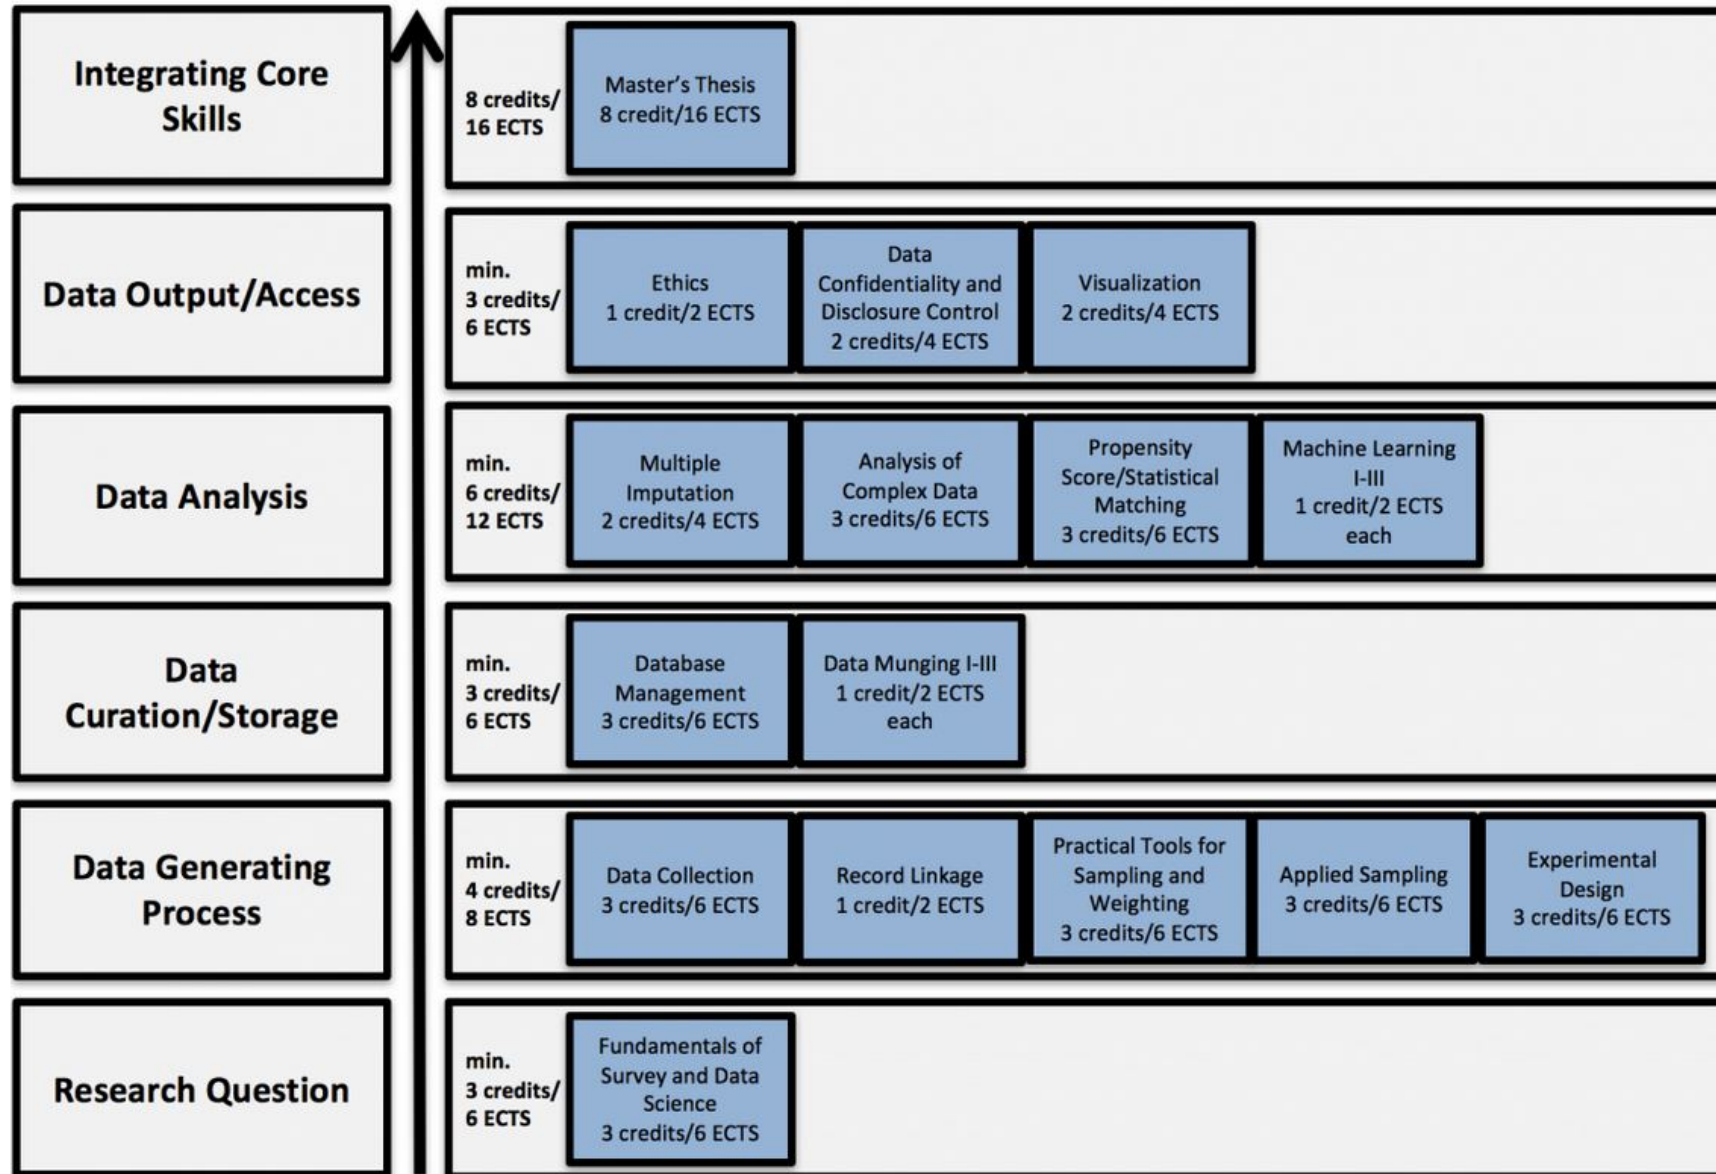 Integrating Core
Skills
8 credits/
16 ECTS
Master’s Thesis
8 credit/16 ECTS
Data Output/Access
min.
3 credits/
6 ECTS
Ethics
1 credit/2 ECTS
Data
Confidentiality and
Disclosure Control
2 credits/4 ECTS
Visualization
2 credits/4 ECTS
Data Analysis
min.
6 credits/
12 ECTS
Multiple
Imputation
2 credits/4 ECTS
Analysis of
Complex Data
3 credits/6 ECTS
Propensity
Score/Statistical
Matching
3 credits/6 ECTS
Machine Learning
I-III
1 credit/2 ECTS
each
Data
Curation/Storage
min.
3 credits/
6 ECTS
Database
Management
3 credits/6 ECTS
Data Munging I-III
1 credit/2 ECTS
each
Data Generating
Process
min.
4 credits/
8 ECTS
Data Collection
3 credits/6 ECTS
Record Linkage
1 credit/2 ECTS
Practical Tools for
Sampling and
Weighting
3 credits/6 ECTS
Applied Sampling
3 credits/6 ECTS
Experimental
Design
3 credits/6 ECTS
Research Question
min.
3 credits/
6 ECTS
Fundamentals of
Survey and Data
Science
3 credits/6 ECTS